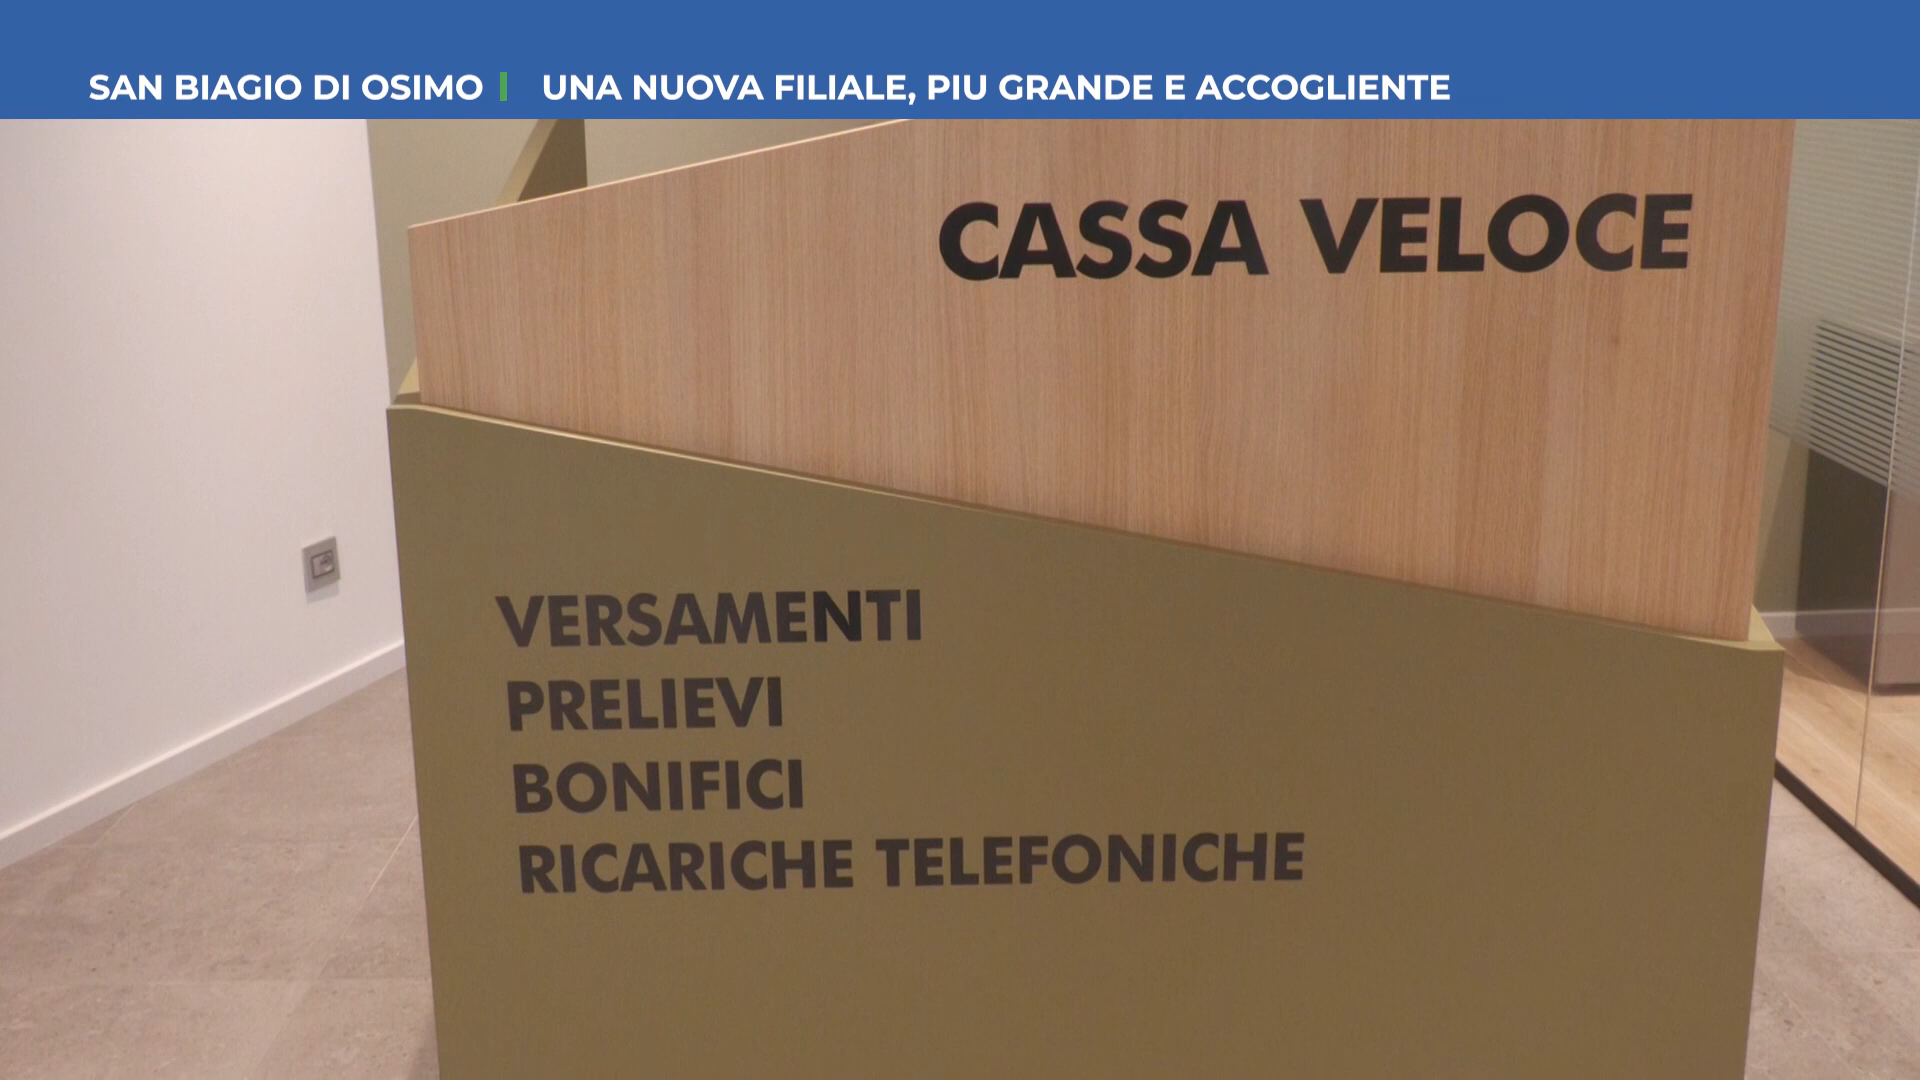 SAN BIAGIO DI OSIMO | UNA NUOVA FILIALE, PIU GRANDE E ACCOGLIENTE
CASSA VELOCE
VERSAMENTI
PRELIEVI
BONIFICI
RICARICHE TELEFONICHE